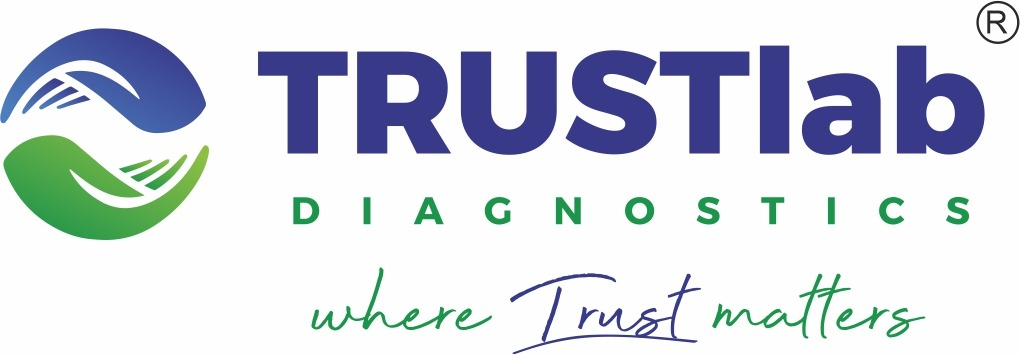 TRUSTlab ®
DIAGNOSTICS
where Trust matters